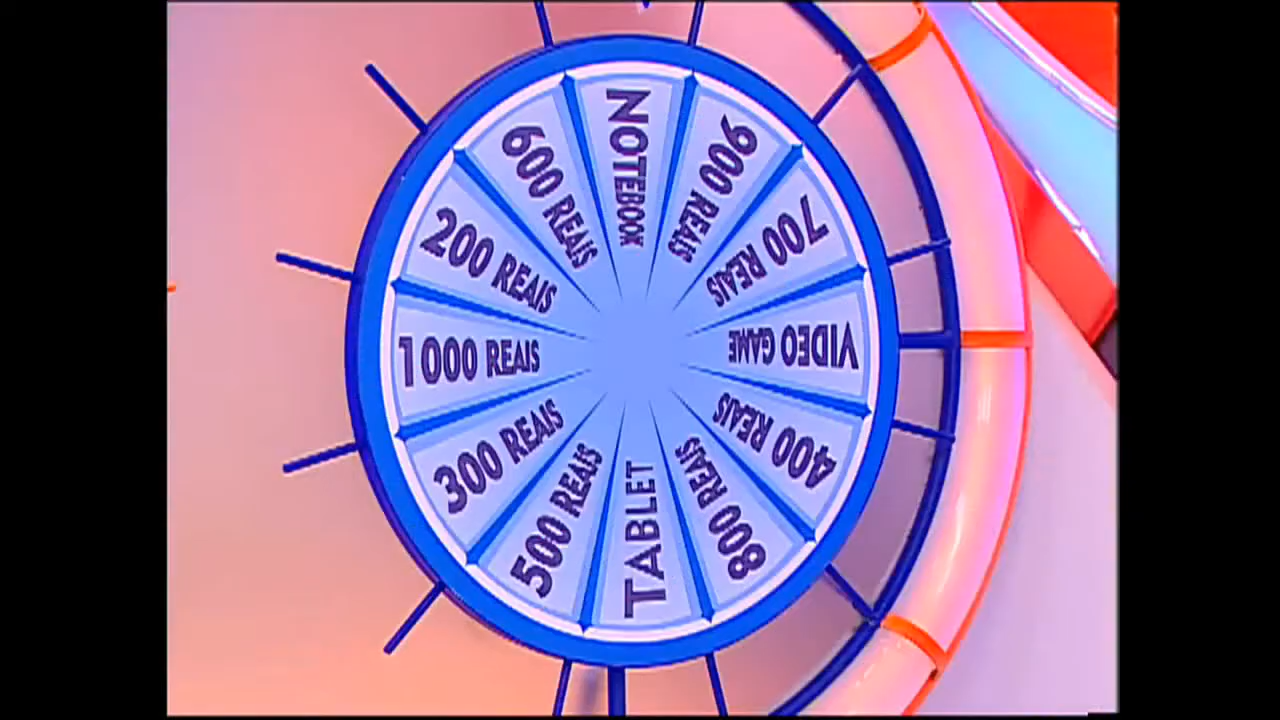 NOTEBOOK
900 REAIS
700 REAIS
VIDEO GAME
400 REAIS
800 REAIS
TABLET
500 REAIS
300 REAIS
1000 REAIS
200 REAIS
600 REAIS